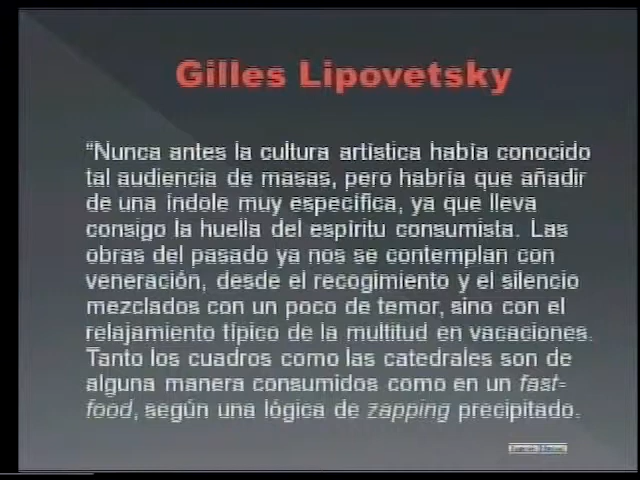 Gilles Lipovetsky
“Nunca antes la cultura artística había conocido
tal audiencia de masas, pero habría que añadir
de una índole muy específica, ya que lleva
consigo la huella del espíritu consumista. Las
obras del pasado ya nos se contemplan con
veneración, desde el recogimiento y el silencio
mezclados con un poco de temor, sino con el
relajamiento típico de la multitud en vacaciones.
Tanto los cuadros como las catedrales son de
alguna manera consumidos como en un fast-
food, según una lógica de zapping precipitado.